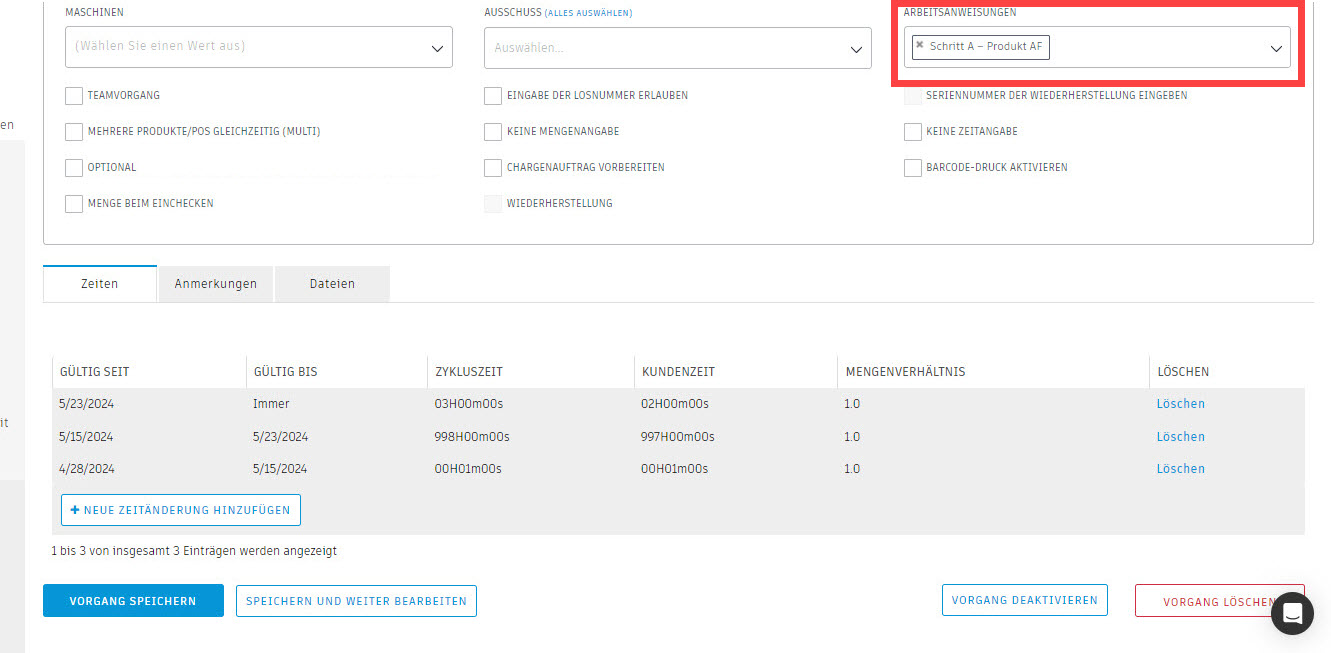 MASCHINEN
AUSSCHUSS (ALLES AUSWÄHLEN)
ARBEITSANWEISUNGEN
(Wählen Sie einen Wert aus)
Auswählen...
× Schritt A – Produkt AF
TEAMVORGANG
EINGABE DER LOSNUMMER ERLAUBEN
SERIENNUMMER DER WIEDERHERSTELLUNG EINGEBEN
en
MEHRERE PRODUKTE/POS GLEICHZEITIG (MULTI)
KEINE MENGENANGABE
KEINE ZEITANGABE
OPTIONAL
CHARGENAUFTRAG VORBEREITEN
BARCODE-DRUCK AKTIVIEREN
MENGE BEIM EINCHECKEN
WIEDERHERSTELLUNG
Zeiten Anmerkungen Dateien
GÜLTIG SEIT GÜLTIG BIS ZYKLUSZEIT KUNDENZEIT MENGENVERHÄLTNIS LÖSCHEN
5/23/2024 Immer 03H00m00s 02H00m00s 1.0 Löschen
it
5/15/2024 5/23/2024 998H00m00s 997H00m00s 1.0 Löschen
4/28/2024 5/15/2024 00H01m00s 00H01m00s 1.0 Löschen
+ NEUE ZEITÄNDERUNG HINZUFÜGEN
1 bis 3 von insgesamt 3 Einträgen werden angezeigt
VORGANG SPEICHERN
SPEICHERN UND WEITER BEARBEITEN
VORGANG DEAKTIVIEREN
VORGANG LÖSCHEN